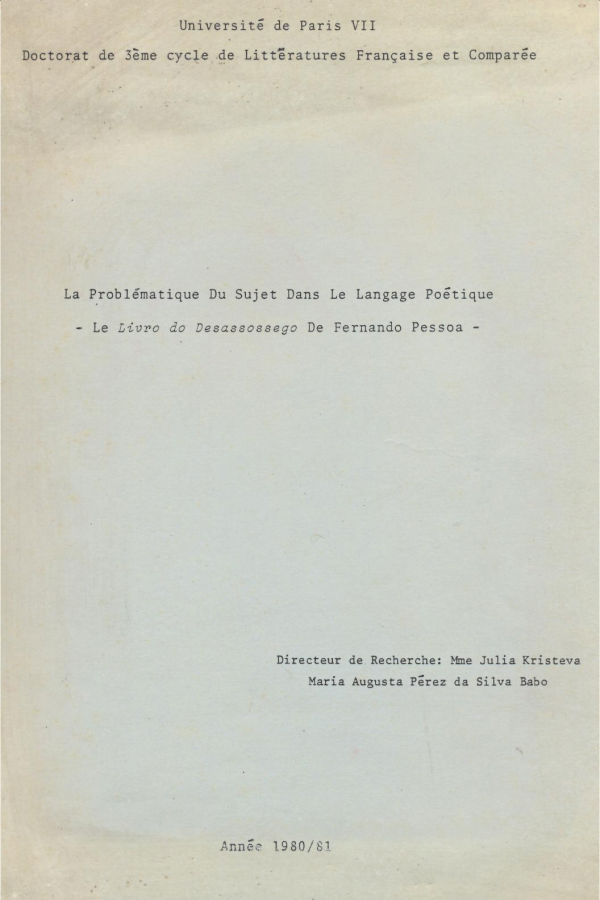 Université de Paris VII
Doctorat de 3ème cycle de Littératures Française et Comparée
La Problématique Du Sujet Dans Le Langage Poétique
- Le Livro do Desassossego De Fernando Pessoa -
Directeur de Recherche: Mme Julia Kristeva
Maria Augusta Pérez da Silva Babo
Année 1980/81